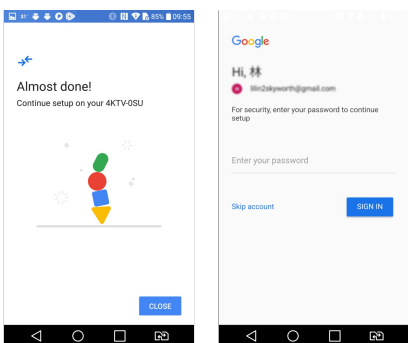 85% 09:55
Almost done!
Continue setup on your 4KTV-0SU
CLOSE
Google
Hi, 林
lilin2skyworth@gmail.com
For security, enter your password to continue
setup
Enter your password
Skip account
SIGN IN